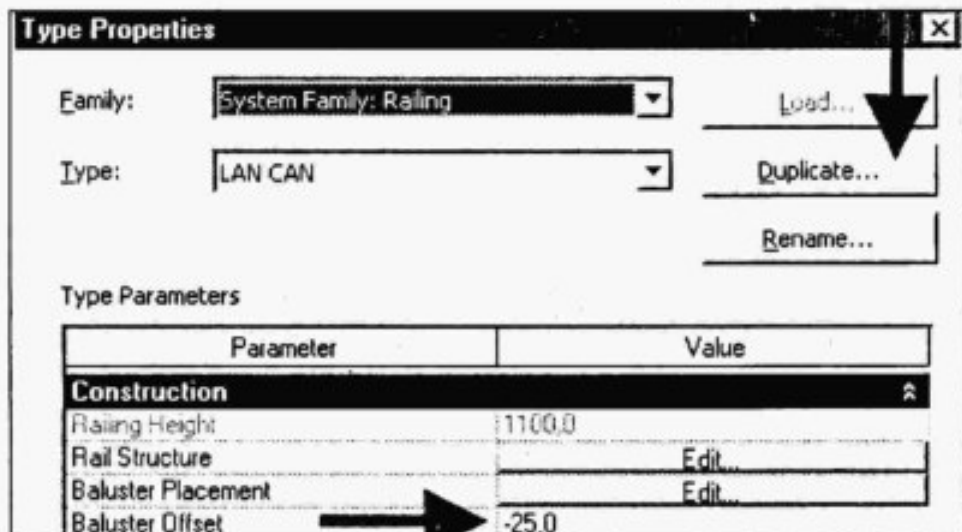 Type Properties
Family: System Family: Railing Load...
Type: LAN CAN Duplicate...
Rename...
Type Parameters
Parameter Value
Construction
Railing Height 1100,0
Rail Structure Edit...
Baluster Placement Edit...
Baluster Offset -25.0